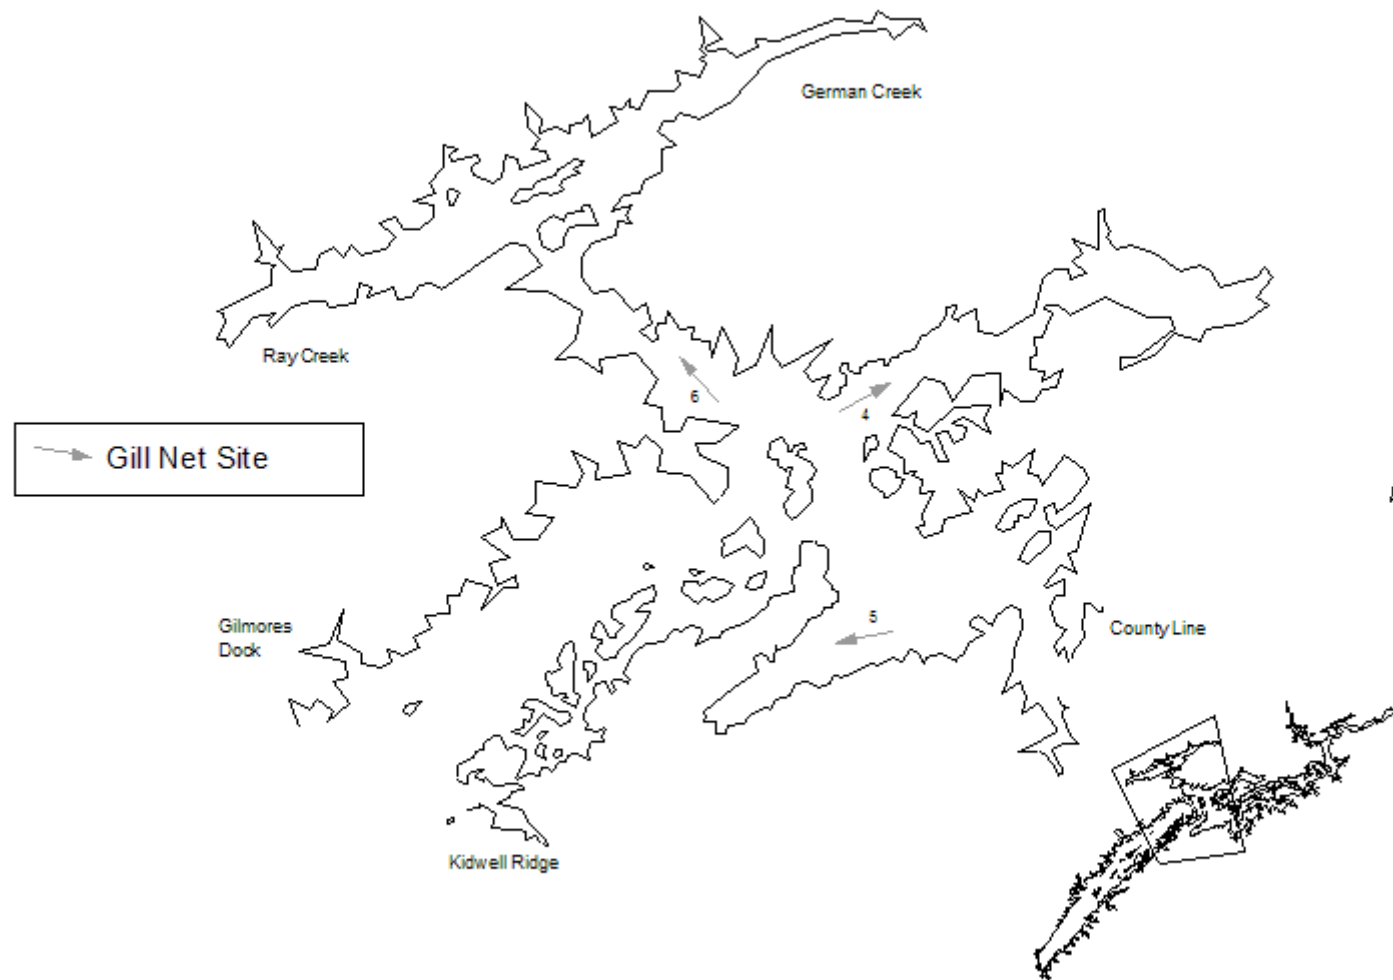 German Creek
Ray Creek
6
4
Gill Net Site
5
Gilmores
Dock
County Line
Kidwell Ridge